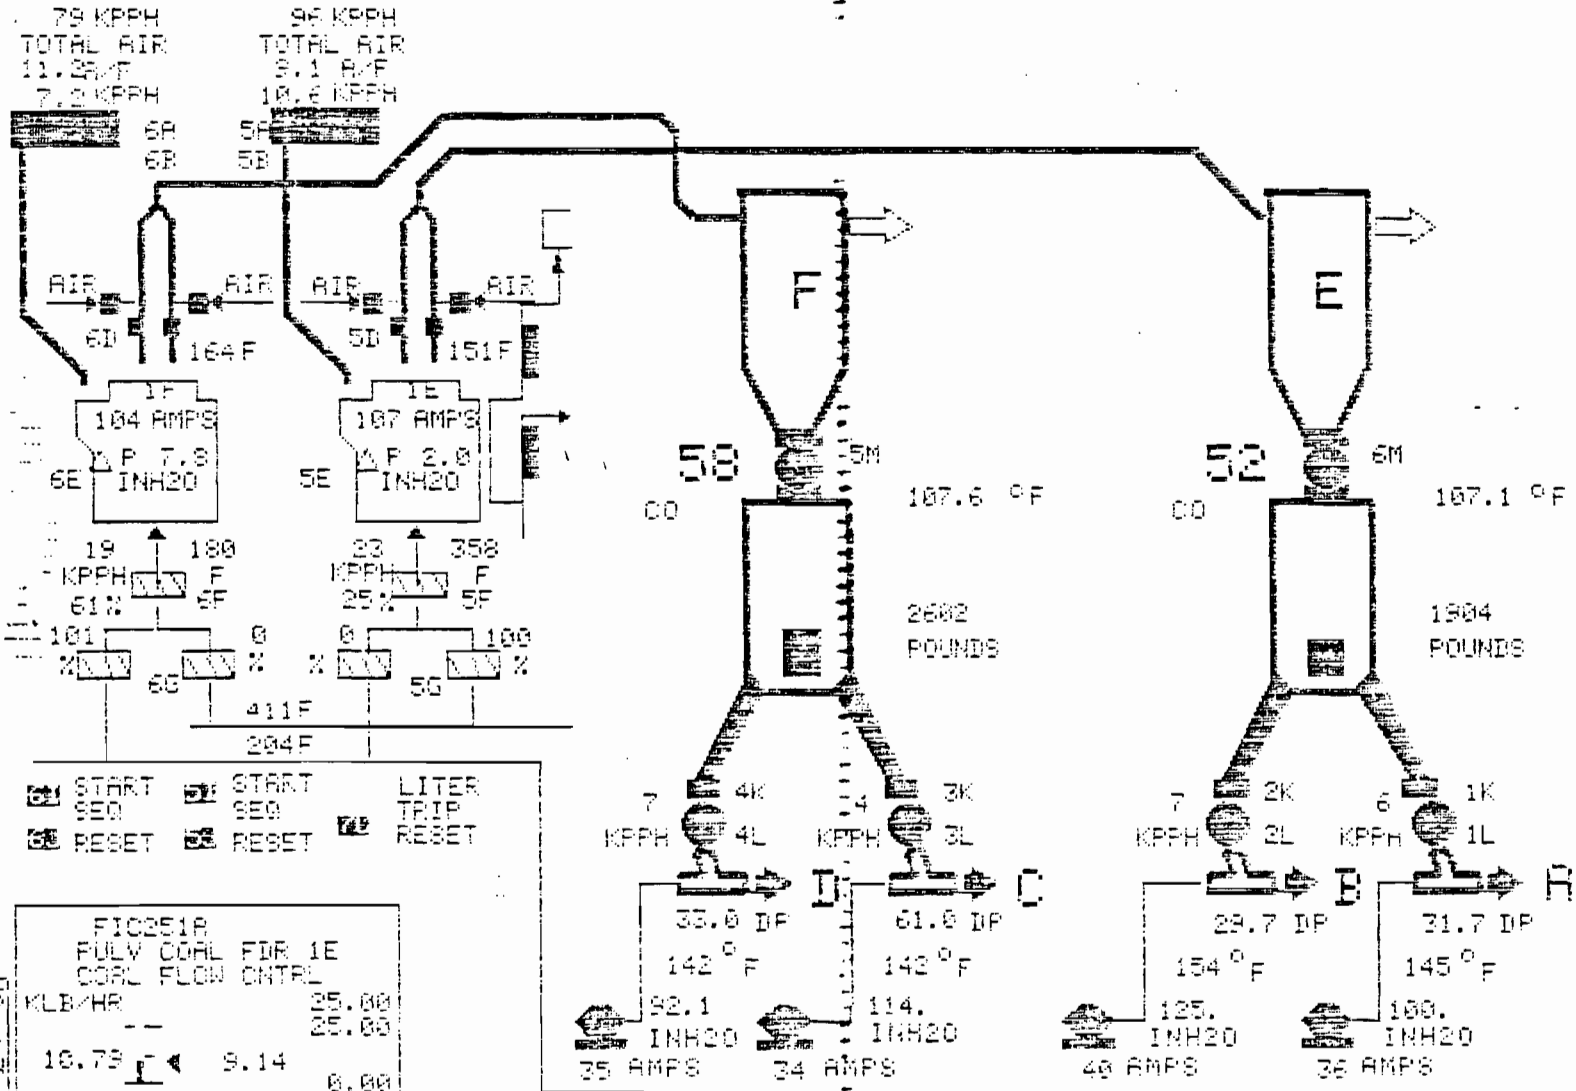 79 KPPH
TOTAL AIR
11.2 A/F
7.2 KPPH
96 KPPH
TOTAL AIR
9.1 A/F
10.6 KPPH
6A
6B
5A
5B
AIR
AIR
AIR
AIR
6D
164 F
5D
151 F
1F
104 AMPS
P 7.8
INH2O
6E
1E
107 AMPS
P 2.0
INH2O
5E
19
KPPH
61%
180
F
6F
23
KPPH
25%
358
F
5F
101
%
0
%
6G
0
%
100
%
5G
411F
204F
START
SEQ
RESET
START
SEQ
RESET
LITER
TRIP
RESET
FIC251A
PULV COAL FDR 1E
COAL FLOW CNTRL
KLB/HR
25.00
25.00
10.79
9.14
0.00
F
58
5M
CO
107.6 °F
2602
POUNDS
E
52
6M
CO
107.1 °F
1904
POUNDS
7
KPPH
4K
4L
4
KPPH
3K
3L
7
KPPH
2K
2L
6
KPPH
1K
1L
D
C
B
A
33.0 DP
61.0 DP
29.7 DP
31.7 DP
142 °F
142 °F
154 °F
145 °F
92.1
INH2O
114.
INH2O
125.
INH2O
100.
INH2O
35 AMPS
34 AMPS
40 AMPS
36 AMPS